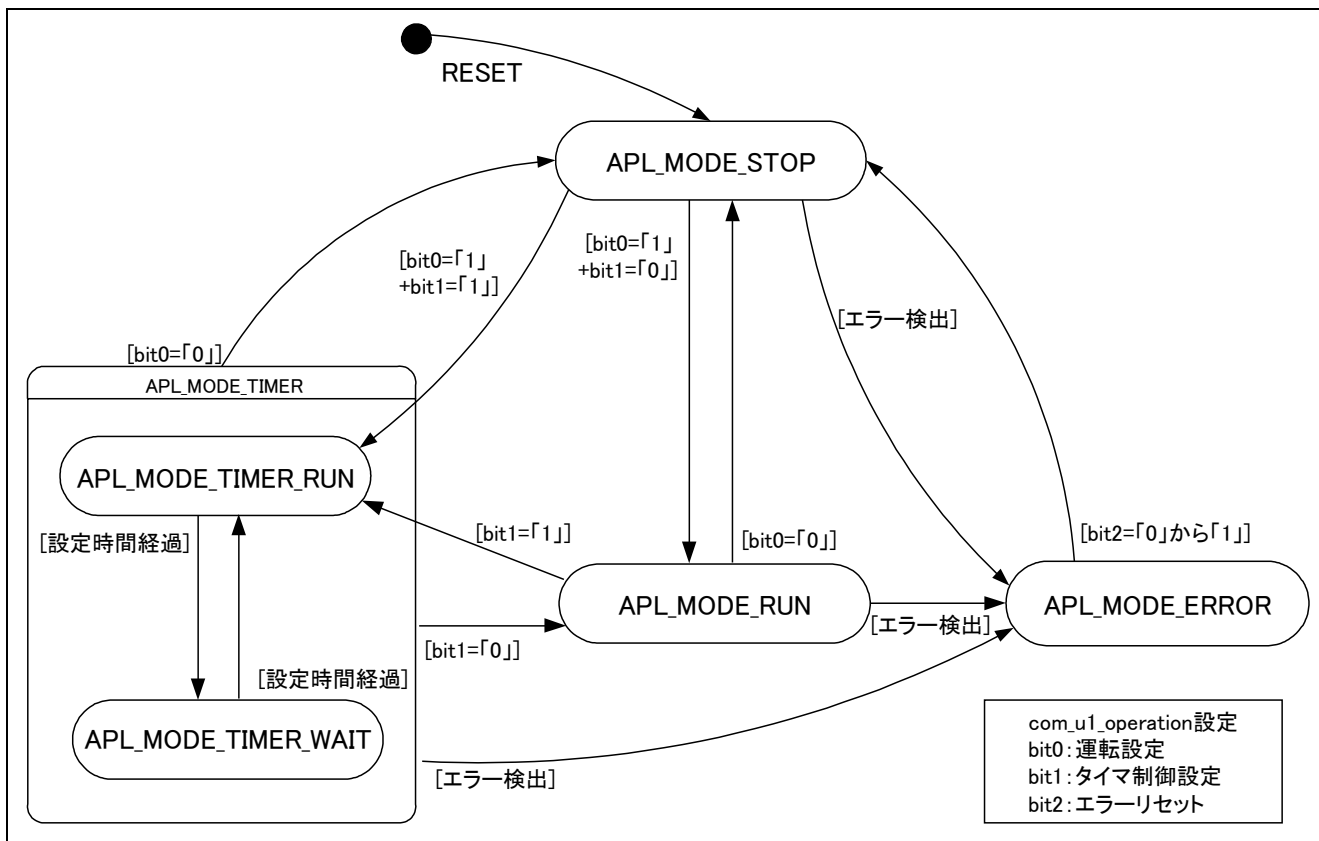 RESET
APL_MODE_STOP
[bit0=「1」
+bit1=「1」]
[bit0=「1」
+bit1=「0」]
[エラー検出]
[bit0=「0」]
APL_MODE_TIMER
APL_MODE_TIMER_RUN
[設定時間経過]
[bit1=「1」]
[bit0=「0」]
[bit2=「0」から「1」]
APL_MODE_RUN
APL_MODE_ERROR
[エラー検出]
[bit1=「0」]
[設定時間経過]
APL_MODE_TIMER_WAIT
[エラー検出]
com_u1_operation設定
bit0:運転設定
bit1:タイマ制御設定
bit2:エラーリセット